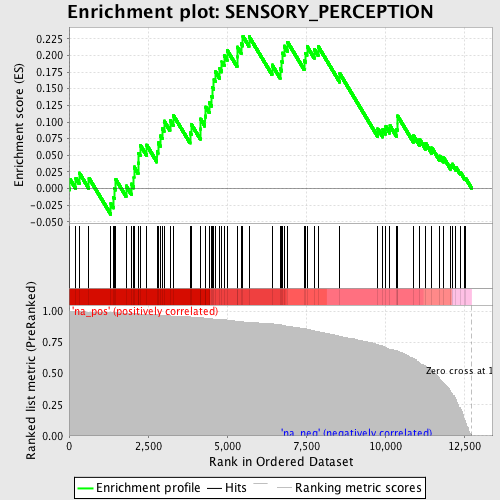 Enrichment plot: SENSORY_PERCEPTION
Enrichment score (ES)
0.225
0.200
0.175
0.150
0.125
0.100
0.075
0.050
0.025
0.000
-0.025
-0.050
'na_pos' (positively correlated)
Ranked list metric (PreRanked)
1.00
0.75
0.50
0.25
0.00
Zero cross at 1
'na_neg' (negatively correlated)
0
2,500
5,000
7,500
10,000
12,500
Rank in Ordered Dataset
Enrichment profile
Hits
Ranking metric scores